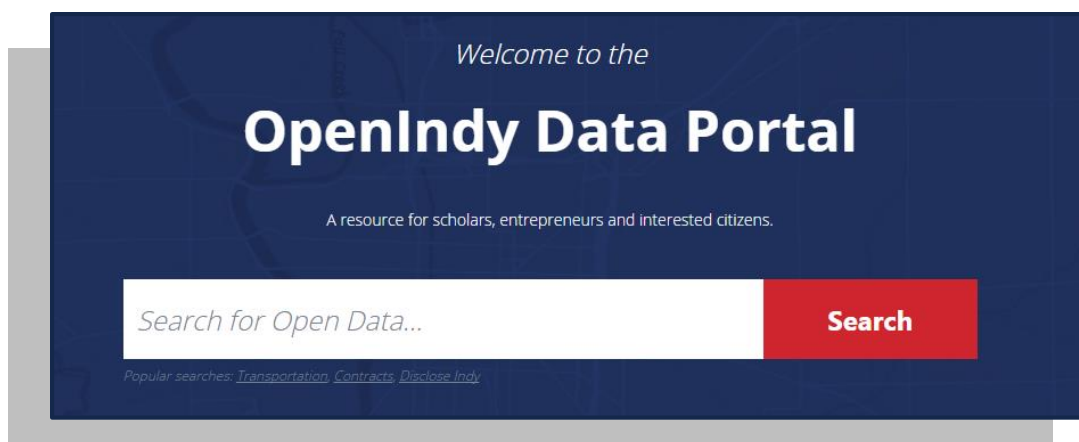 Welcome to the
OpenIndy Data Portal
A resource for scholars, entrepreneurs and interested citizens.
Search for Open Data...
Search
Popular searches: Transportation, Contracts, Disclose Indy